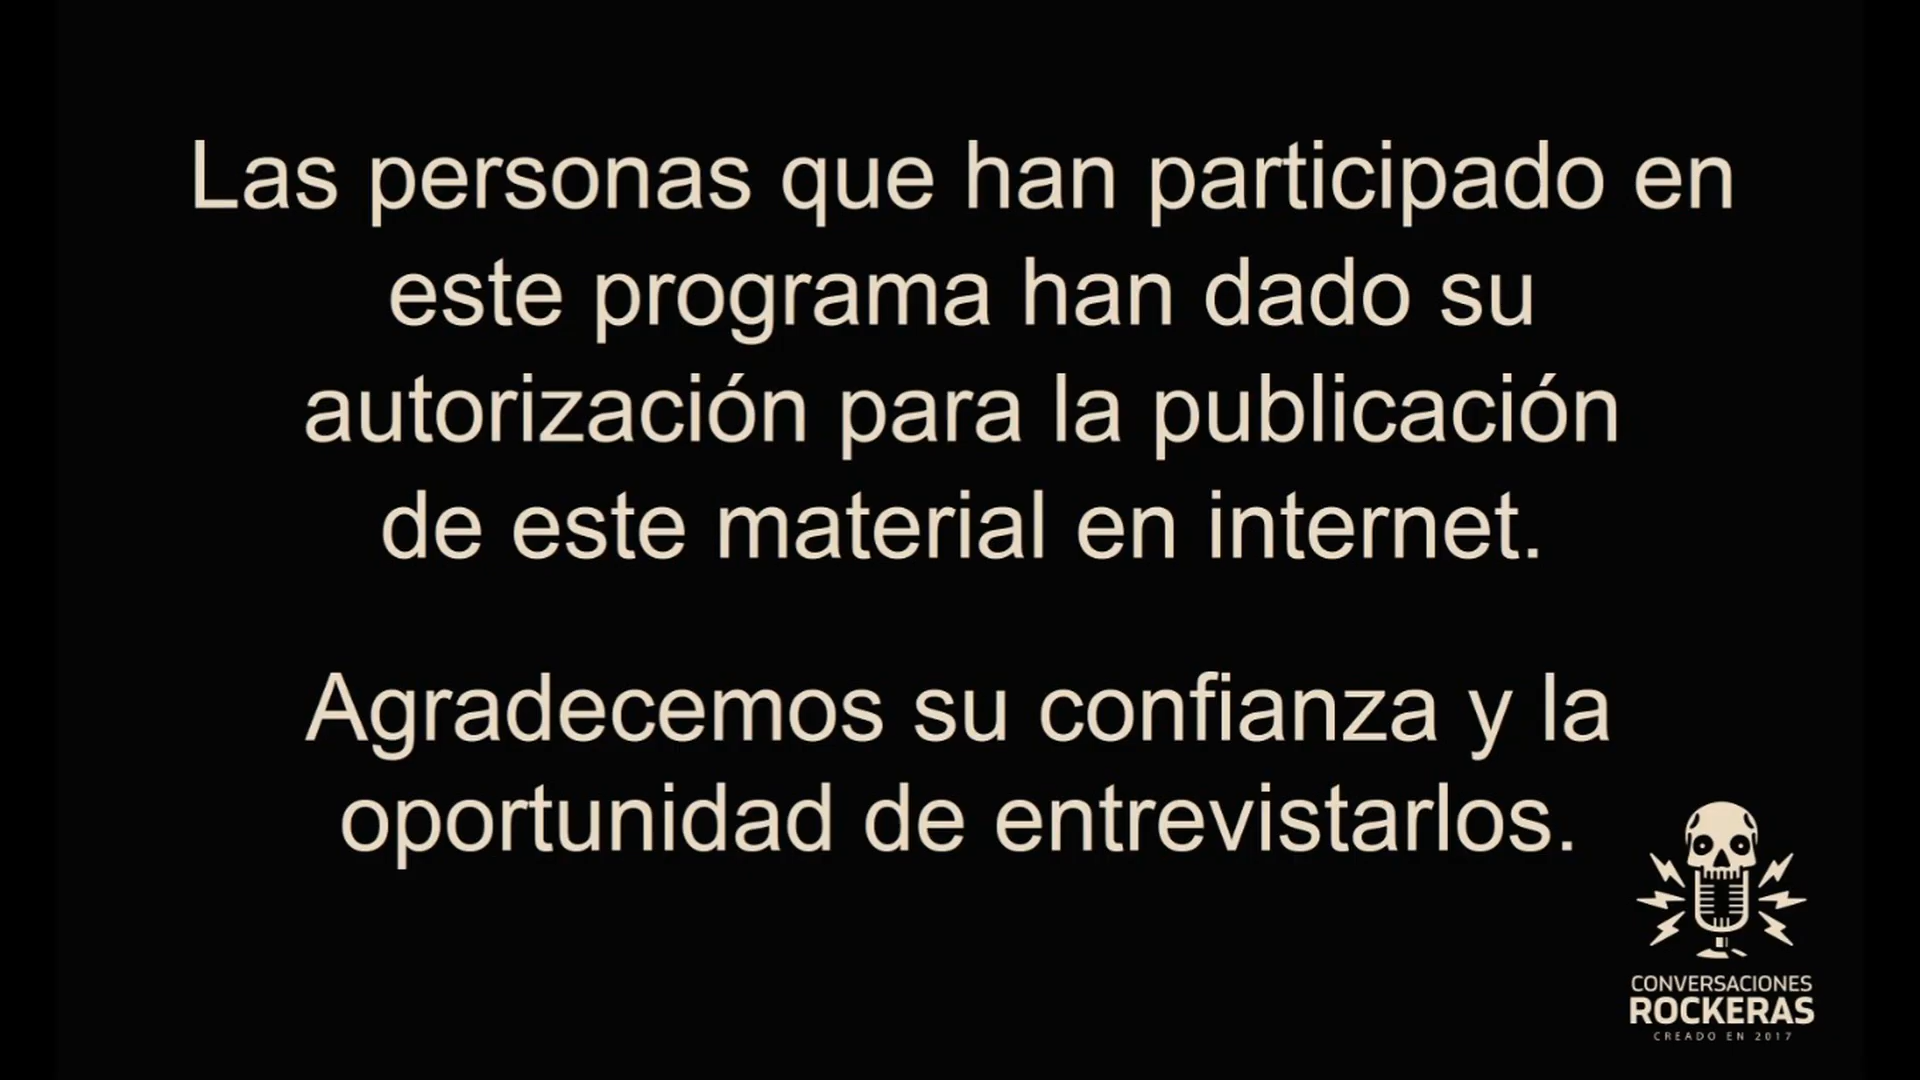 Las personas que han participado en
este programa han dado su
autorización para la publicación
de este material en internet.
Agradecemos su confianza y la
oportunidad de entrevistarlos.
CONVERSACIONES
ROCKERAS
CREADO EN 2017